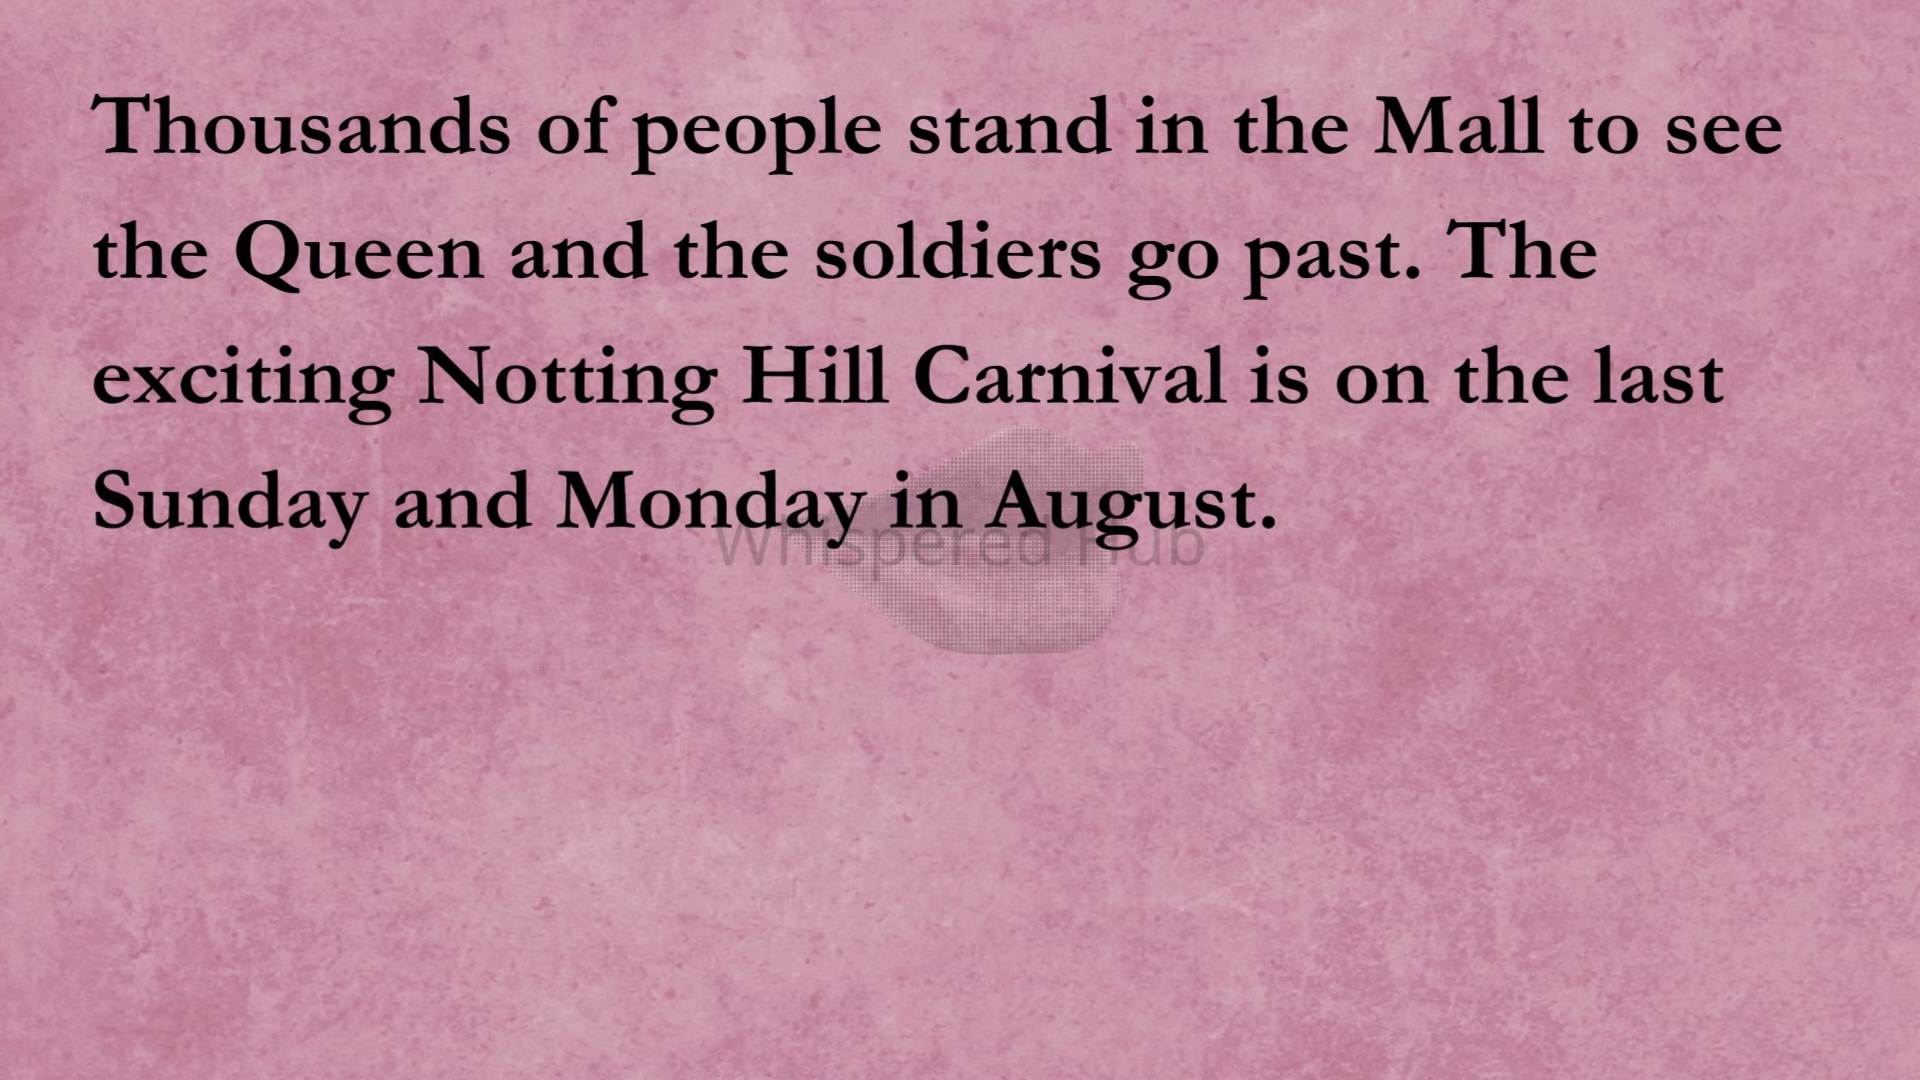 Thousands of people stand in the Mall to see
the Queen and the soldiers go past. The
exciting Notting Hill Carnival is on the last
Sunday and Monday in August.
Whispered Hub